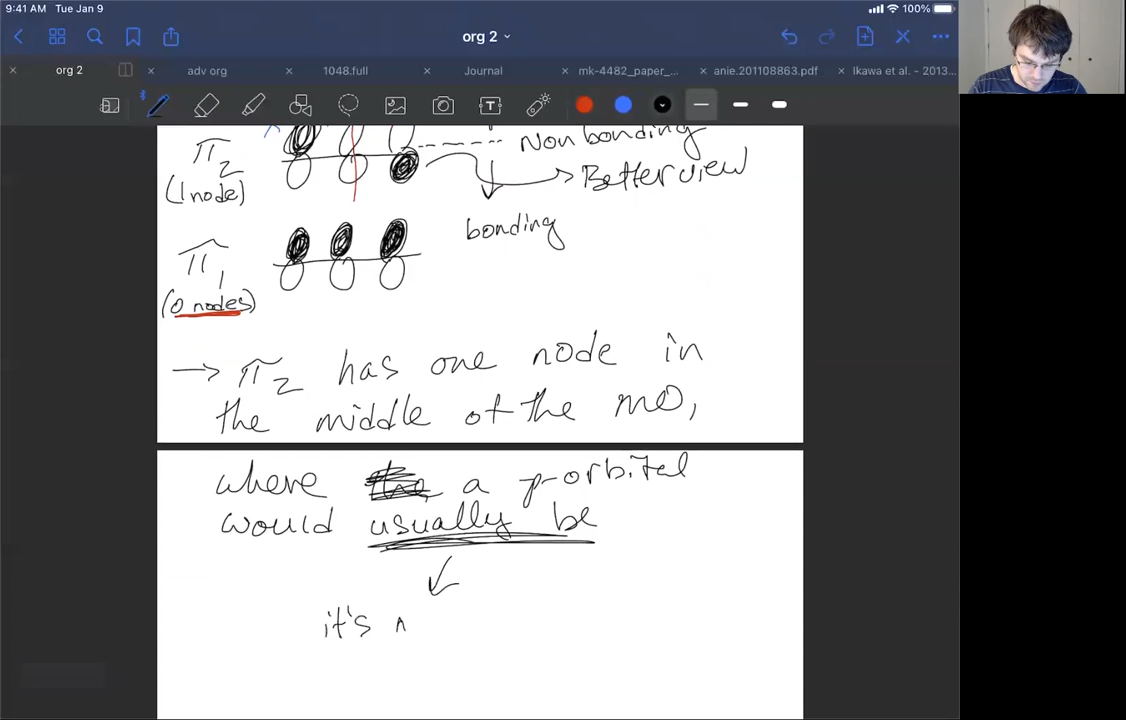 9:41 AM Tue Jan 9
100%
org 2
org 2
adv org
1048.full
Journal
mk-4482_paper_...
anie.201108863.pdf
Ikawa et al. - 2013...
π2
(1 node)
Nonbonding
Better view
bonding
π1
(0 nodes)
→ π2 has one node in
the middle of the MO,
where a p-orbital
would usually be
it's